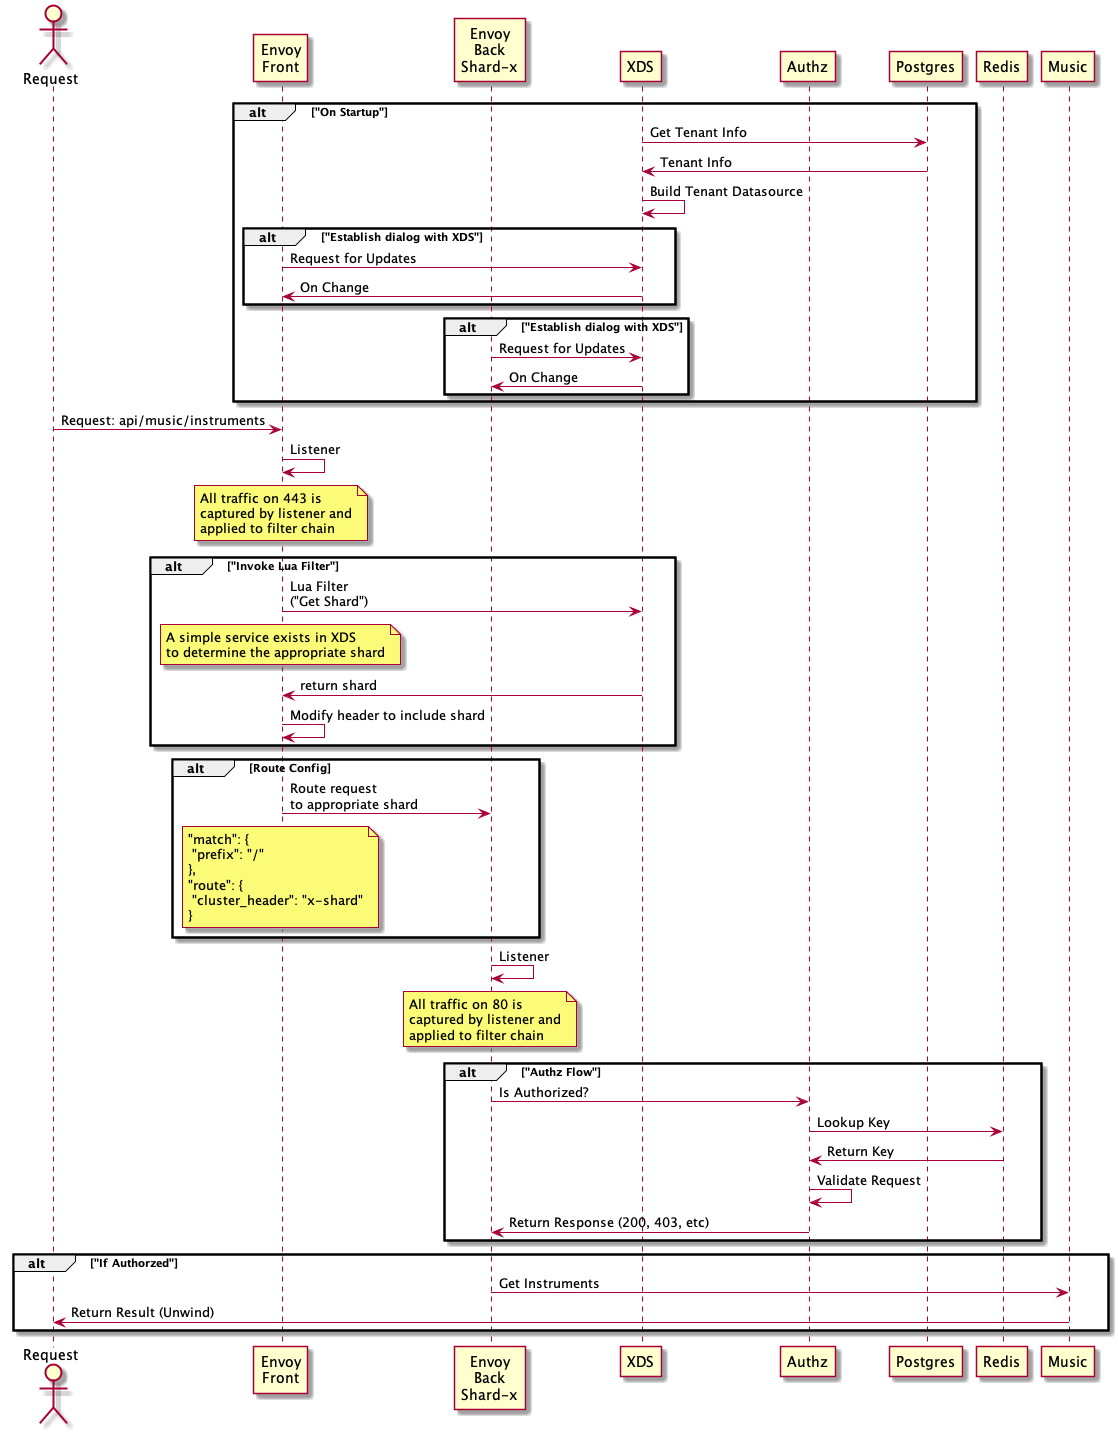 Request
Envoy
Front
Envoy
Back
Shard-x
XDS
Authz
Postgres
Redis
Music
alt ["On Startup"]
Get Tenant Info
Tenant Info
Build Tenant Datasource
alt ["Establish dialog with XDS"]
Request for Updates
On Change
alt ["Establish dialog with XDS"]
Request for Updates
On Change
Request: api/music/instruments
Listener
All traffic on 443 is
captured by listener and
applied to filter chain
alt ["Invoke Lua Filter"]
Lua Filter
("Get Shard")
A simple service exists in XDS
to determine the appropriate shard
return shard
Modify header to include shard
alt [Route Config]
Route request
to appropriate shard
"match": {
"prefix": "/"
},
"route": {
"cluster_header": "x-shard"
}
Listener
All traffic on 80 is
captured by listener and
applied to filter chain
alt ["Authz Flow"]
Is Authorized?
Lookup Key
Return Key
Validate Request
Return Response (200, 403, etc)
alt ["If Authorzed"]
Get Instruments
Return Result (Unwind)
Request
Envoy
Front
Envoy
Back
Shard-x
XDS
Authz
Postgres
Redis
Music